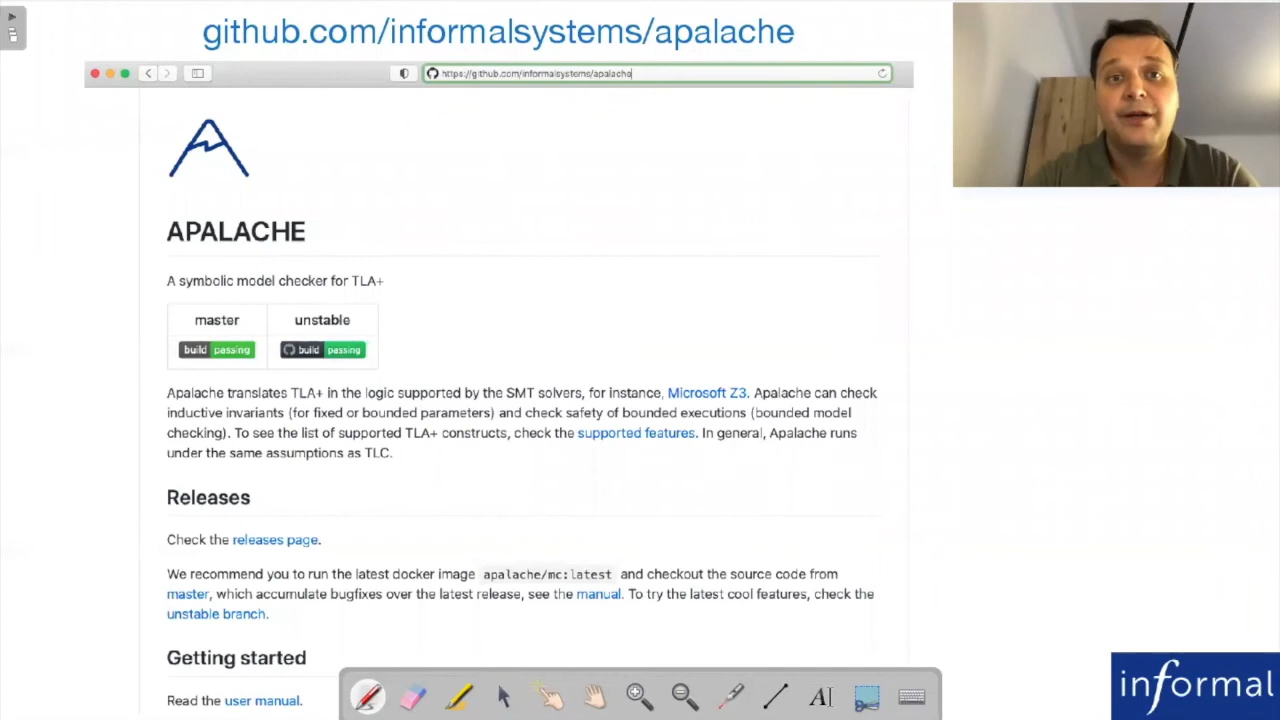 github.com/informalsystems/apalache
https://github.com/informalsystems/apalache
APALACHE
A symbolic model checker for TLA+
master unstable
build passing build passing
Apalache translates TLA+ in the logic supported by the SMT solvers, for instance, Microsoft Z3. Apalache can check
inductive invariants (for fixed or bounded parameters) and check safety of bounded executions (bounded model
checking). To see the list of supported TLA+ constructs, check the supported features. In general, Apalache runs
under the same assumptions as TLC.
Releases
Check the releases page.
We recommend you to run the latest docker image apalache/mc:latest and checkout the source code from
master, which accumulate bugfixes over the latest release, see the manual. To try the latest cool features, check the
unstable branch.
Getting started
Read the user manual.
AI
informal